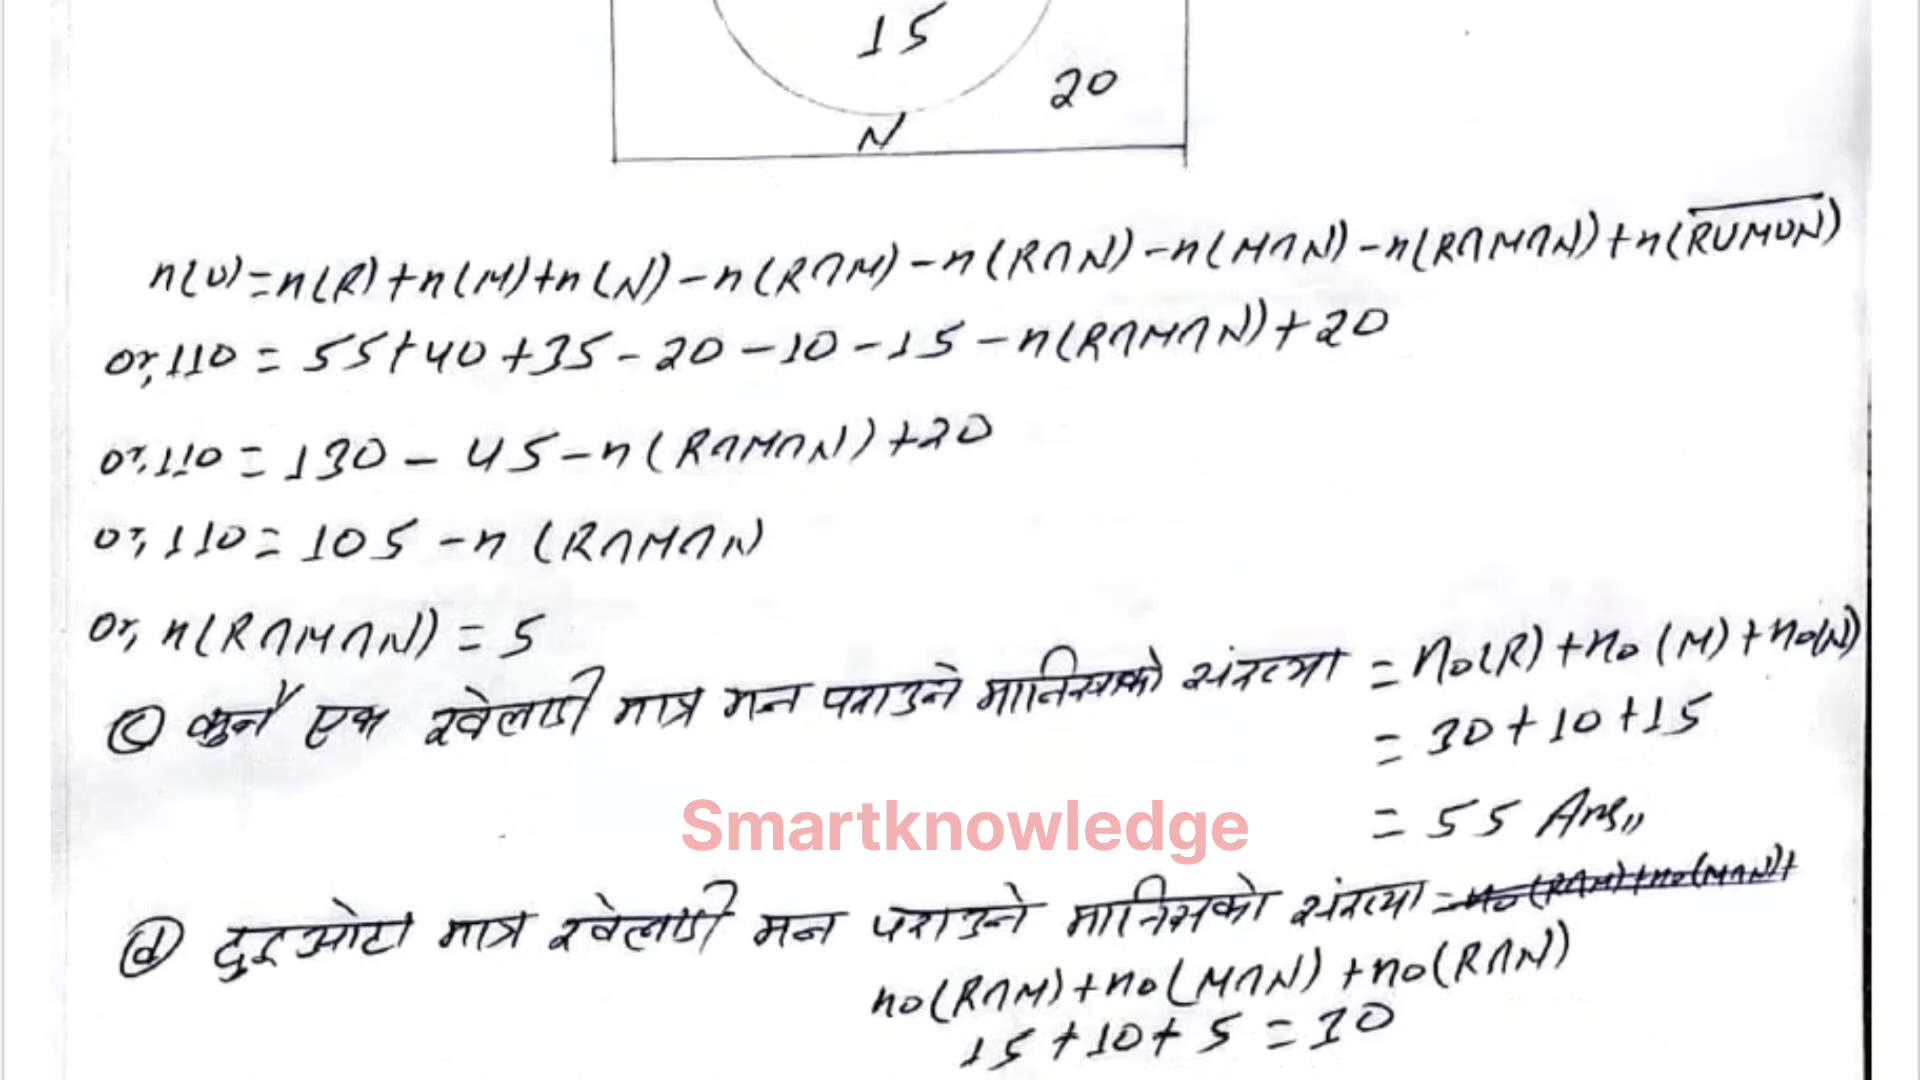 15
20
N
n(U)=n(R)+n(M)+n(N)-n(R∩M)-n(R∩N)-n(M∩N)-n(R∩M∩N)+n(\overline{R∪M∪N})
or, 110 = 55+40+35-20-10-15-n(R∩M∩N)+20
or, 110 = 130-45-n(R∩M∩N)+20
or, 110 = 105-n(R∩M∩N)
or, n(R∩M∩N) = 5
ⓒ कुनै एक खेलाडी मात्र मन पराउने मानिसको संख्या = no(R)+no(M)+no(N)
= 30+10+15
Smartknowledge
= 55 Ans,,
ⓓ दुइओटा मात्र खेलाडी मन पराउने मानिसको संख्या =
no(R∩M)+no(M∩N)+no(R∩N)
15+10+5=30